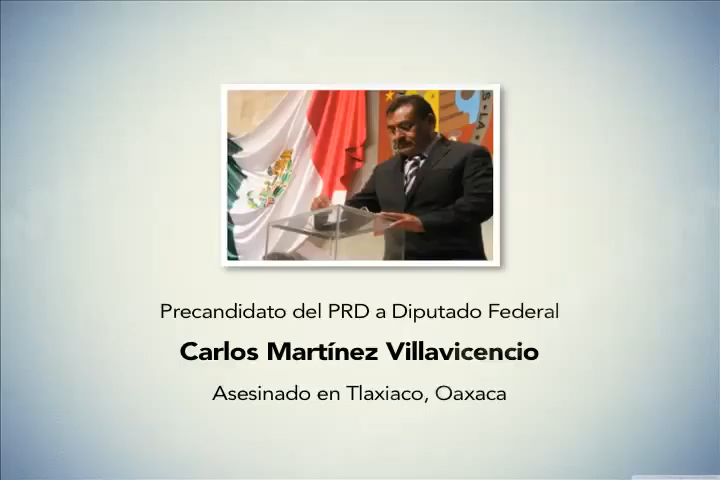 Precandidato del PRD a Diputado Federal
Carlos Martínez Villavicencio
Asesinado en Tlaxiaco, Oaxaca